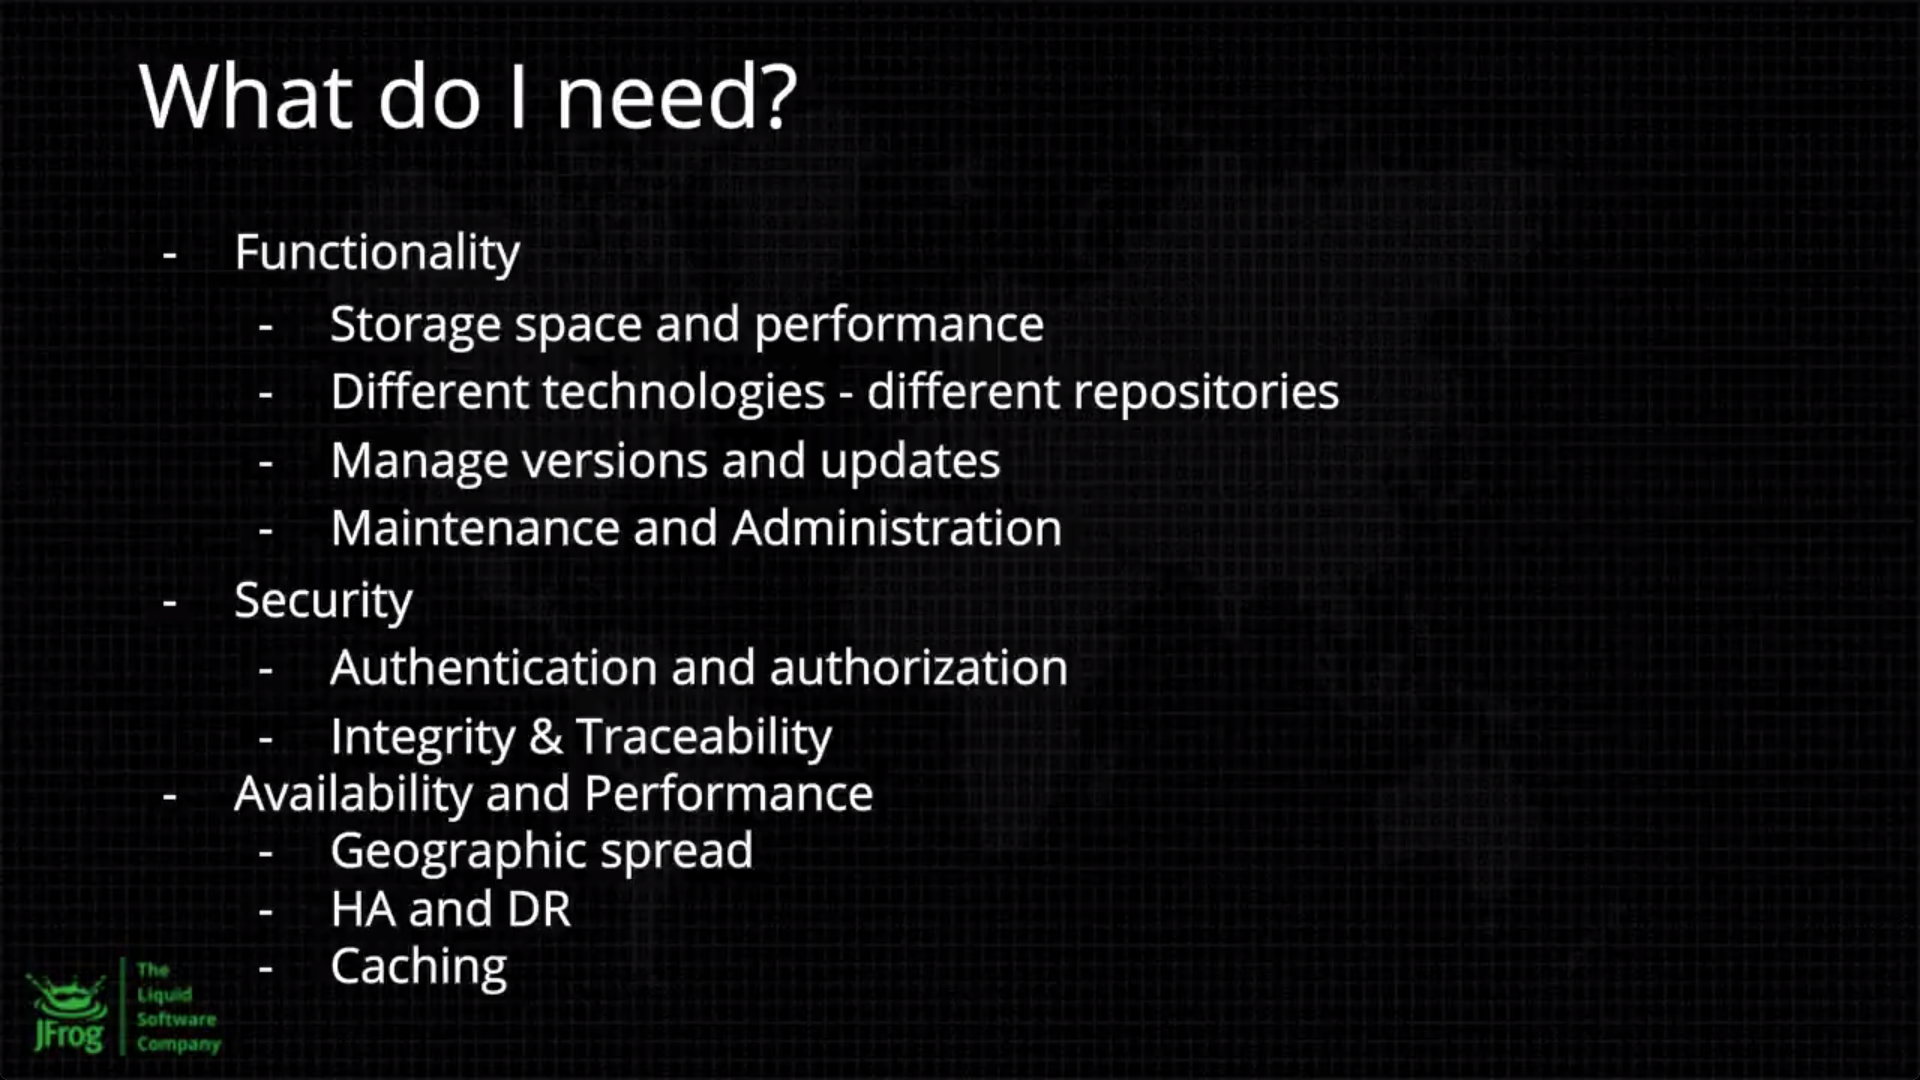 What do I need?
- Functionality
- Storage space and performance
- Different technologies - different repositories
- Manage versions and updates
- Maintenance and Administration
- Security
- Authentication and authorization
- Integrity & Traceability
- Availability and Performance
- Geographic spread
- HA and DR
- Caching
JFrog
The
Liquid
Software
Company